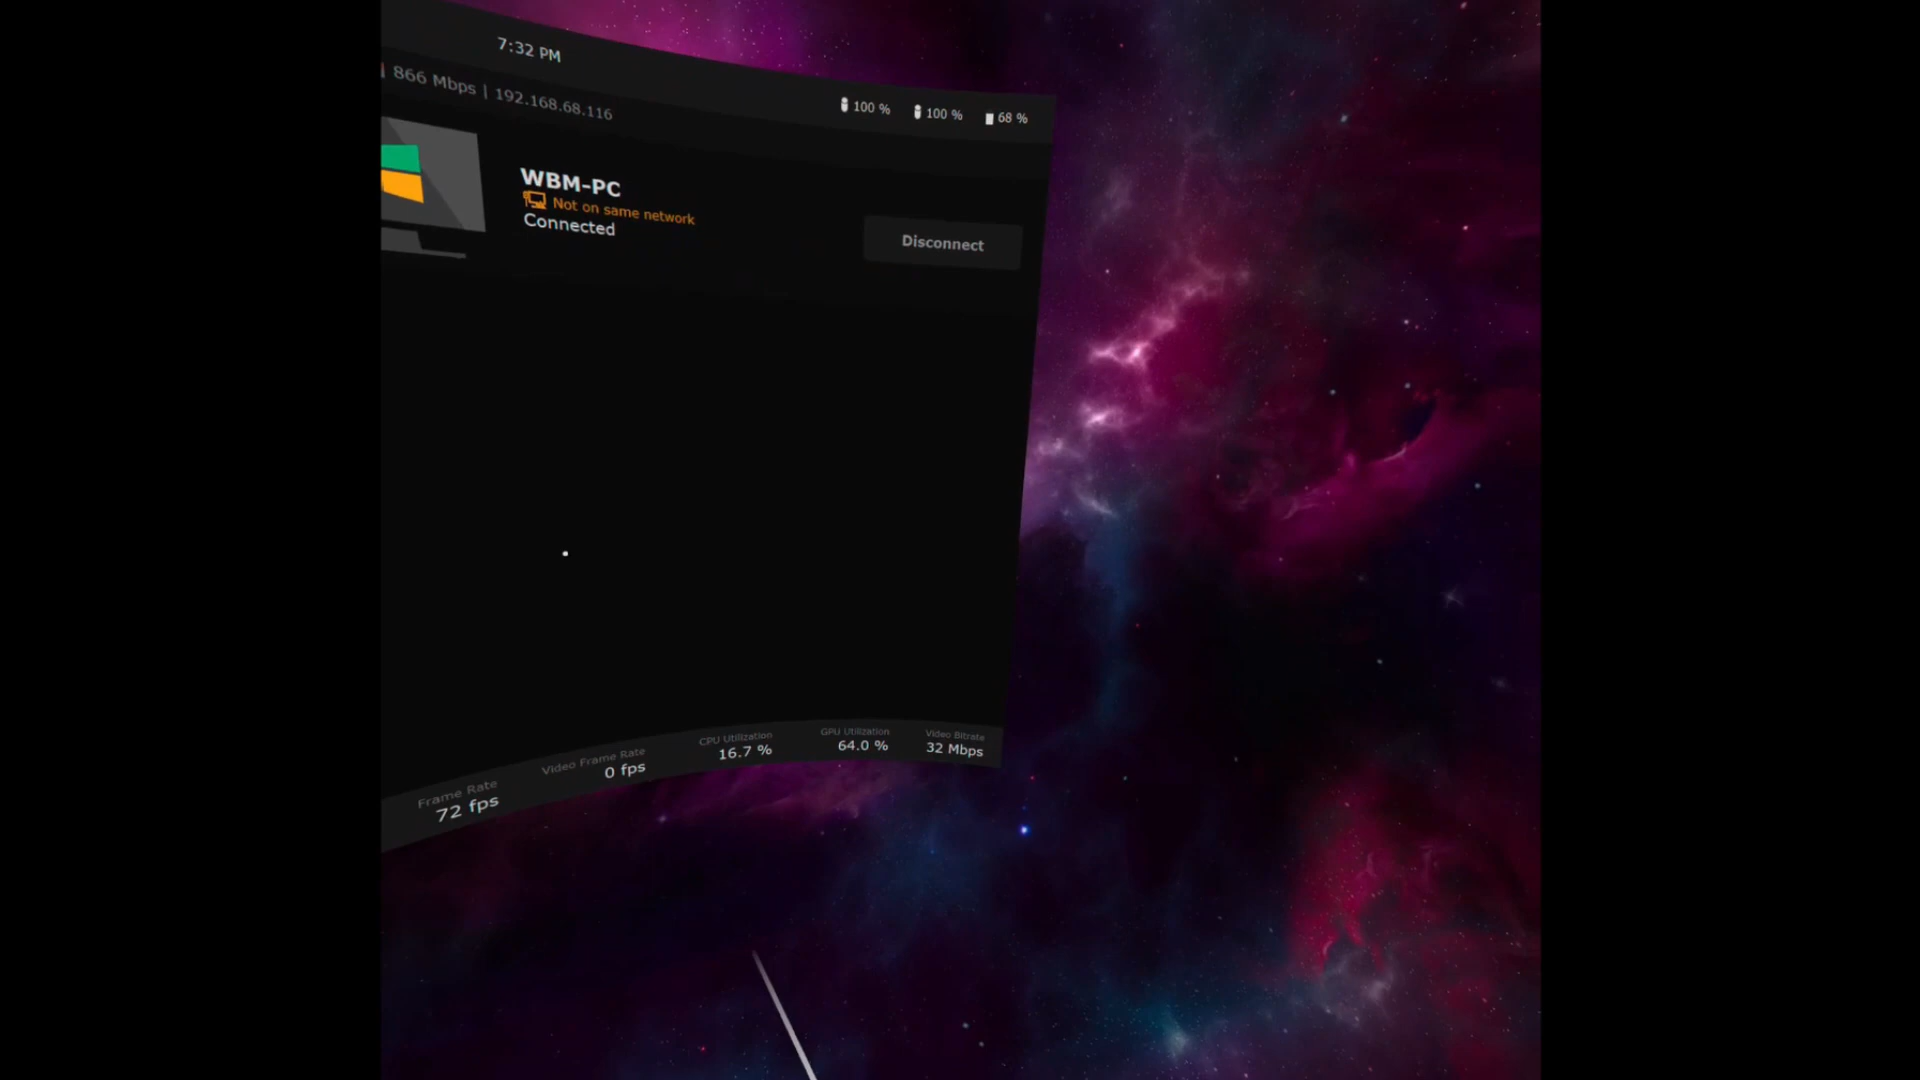 7:32 PM
866 Mbps | 192.168.68.116
100 % 100 % 68 %
WBM-PC
Not on same network
Connected
Disconnect
Frame Rate
72 fps
Video Frame Rate
0 fps
CPU Utilization
16.7 %
GPU Utilization
64.0 %
Video Bitrate
32 Mbps